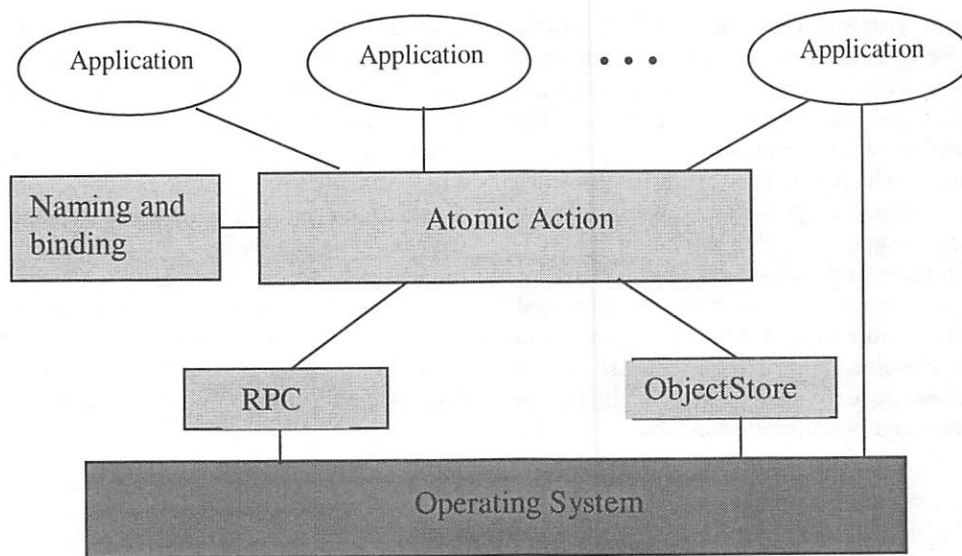 Application
Application
• • •
Application
Naming and
binding
Atomic Action
RPC
ObjectStore
Operating System